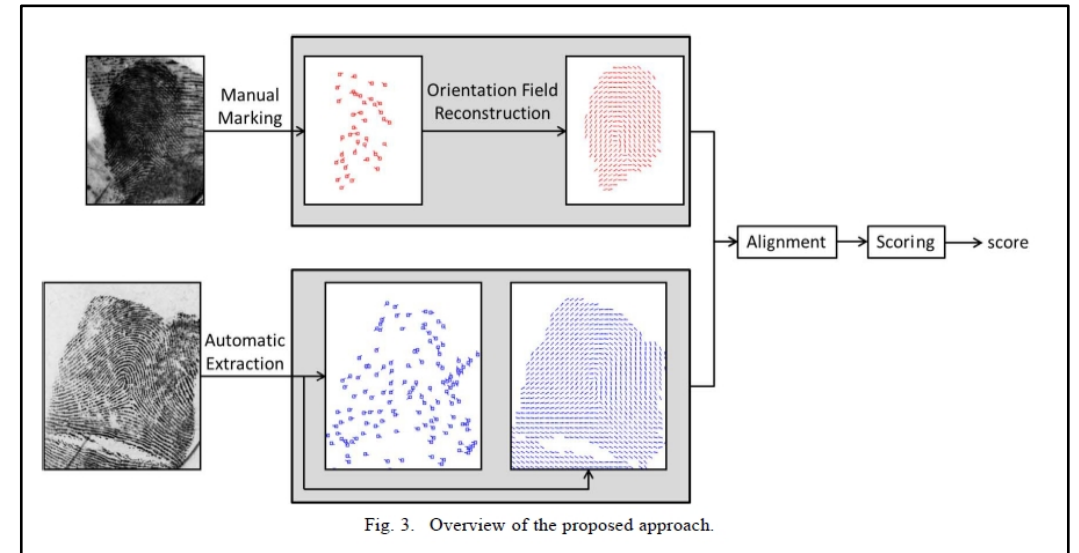 Manual
Marking
Orientation Field
Reconstruction
Alignment
Scoring
score
Automatic
Extraction
Fig. 3. Overview of the proposed approach.